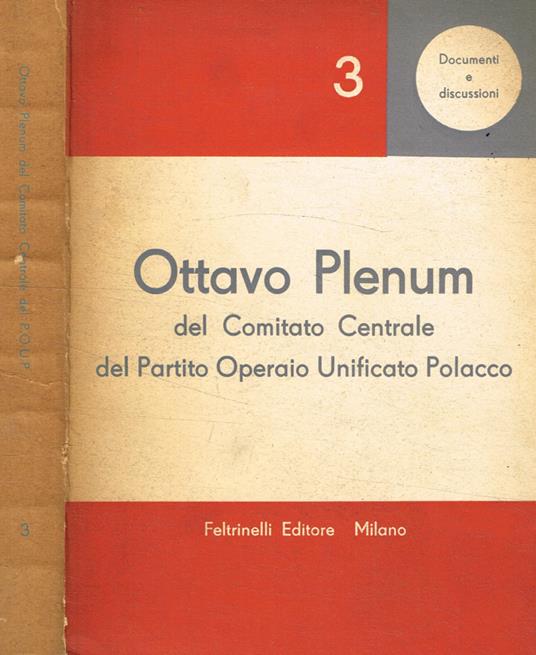 Ottavo Plenum del Comitato Centrale del P.O.U.P.
3
3
Documenti
e
discussioni
Ottavo Plenum
del Comitato Centrale
del Partito Operaio Unificato Polacco
Feltrinelli Editore Milano